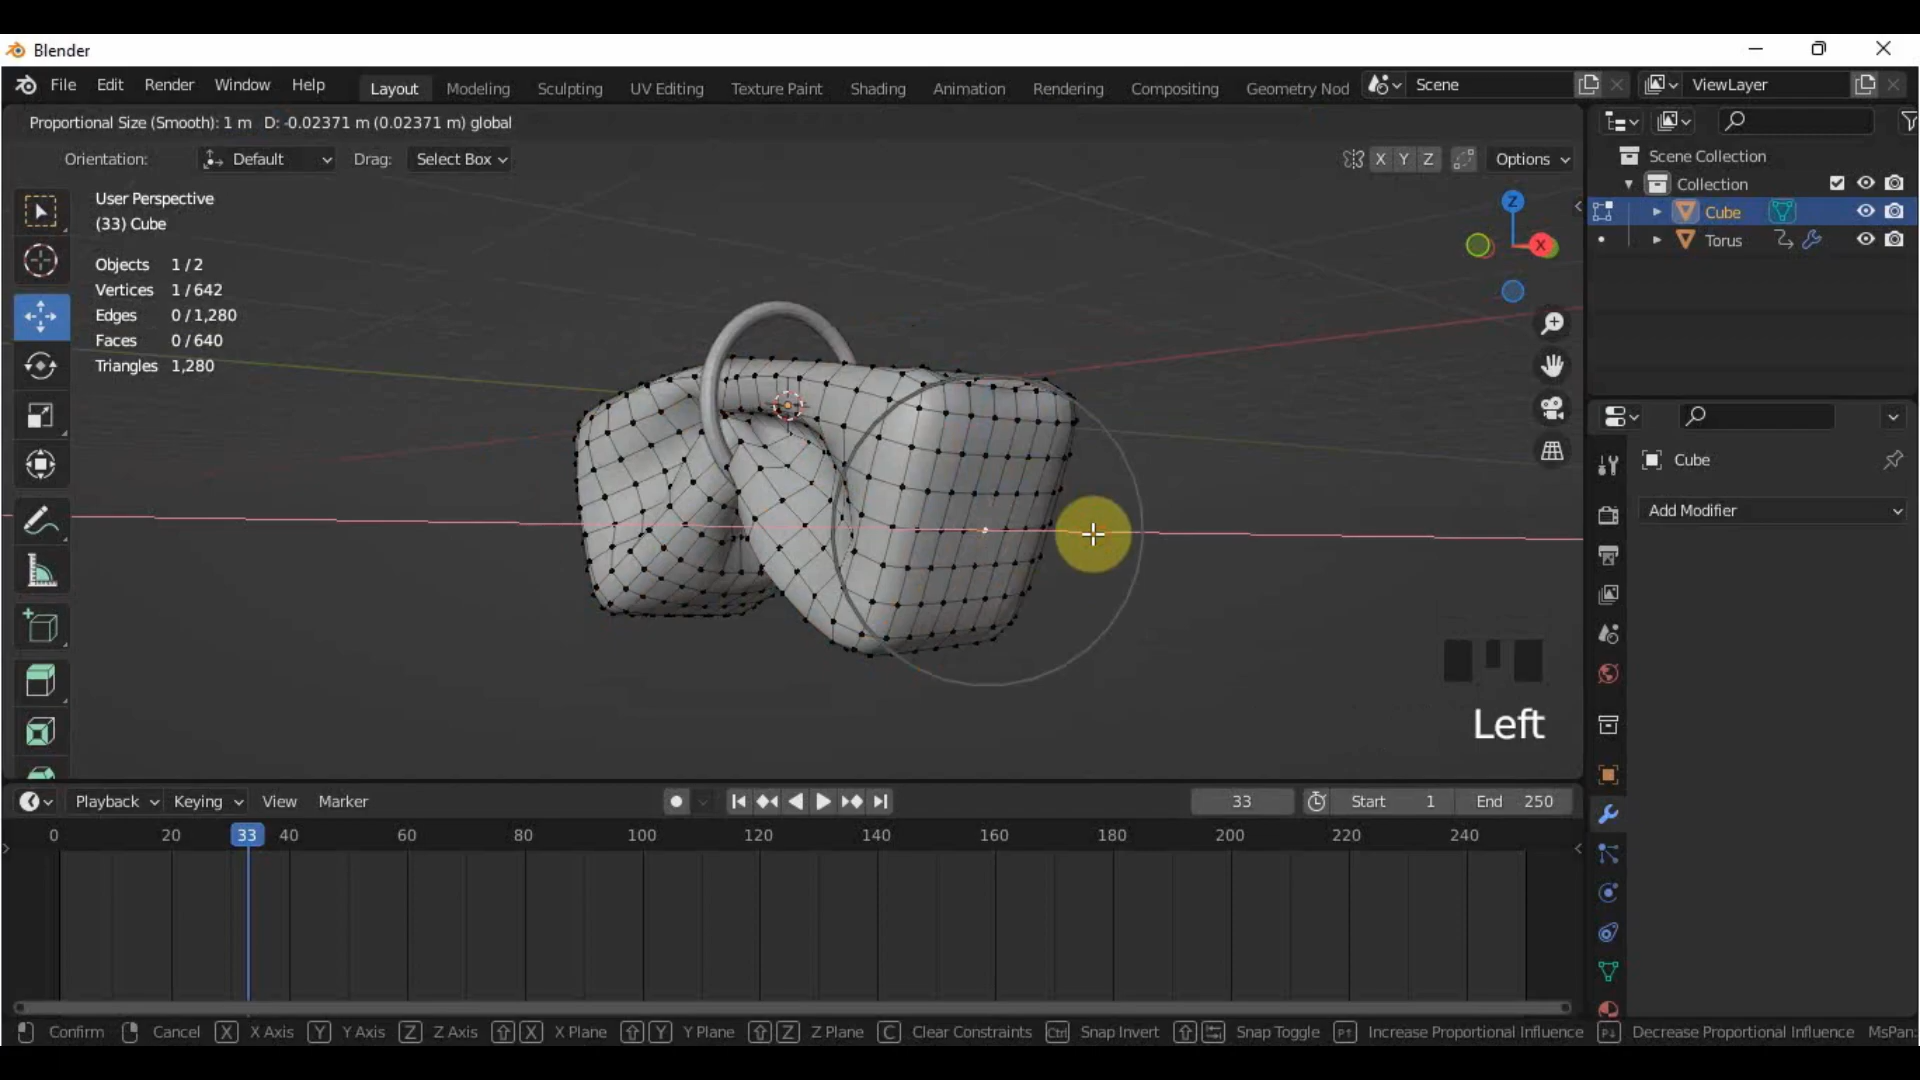 Blender
File Edit Render Window Help Layout Modeling Sculpting UV Editing Texture Paint Shading Animation Rendering Compositing Geometry Nod Scene ViewLayer
Proportional Size (Smooth): 1 m D: -0.02371 m (0.02371 m) global
Orientation: Default Drag: Select Box X Y Z Options
User Perspective
(33) Cube
Objects 1/2
Vertices 1/642
Edges 0/1,280
Faces 0/640
Triangles 1,280
Z
X
Left
Scene Collection
Collection
Cube
Torus
Cube
Add Modifier
Playback Keying View Marker 33 Start 1 End 250
0 20 33 40 60 80 100 120 140 160 180 200 220 240
Confirm Cancel X X Axis Y Y Axis Z Z Axis X X Plane Y Y Plane Z Z Plane C Clear Constraints Ctrl Snap Invert Snap Toggle P↑ Increase Proportional Influence P↓ Decrease Proportional Influence MsPan: